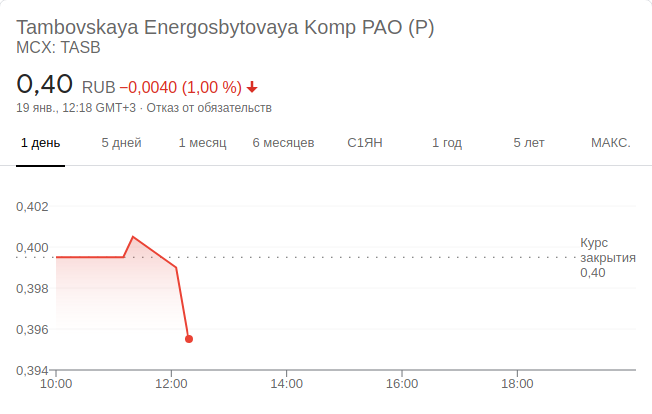 Tambovskaya Energosbytovaya Komp PAO (P)
MCX: TASB
0,40 RUB −0,0040 (1,00 %)
19 янв., 12:18 GMT+3 · Отказ от обязательств
1 день 5 дней 1 месяц 6 месяцев С1ЯН 1 год 5 лет МАКС.
0,402
0,400
0,398
0,396
0,394
Курс
закрытия
0,40
10:00 12:00 14:00 16:00 18:00